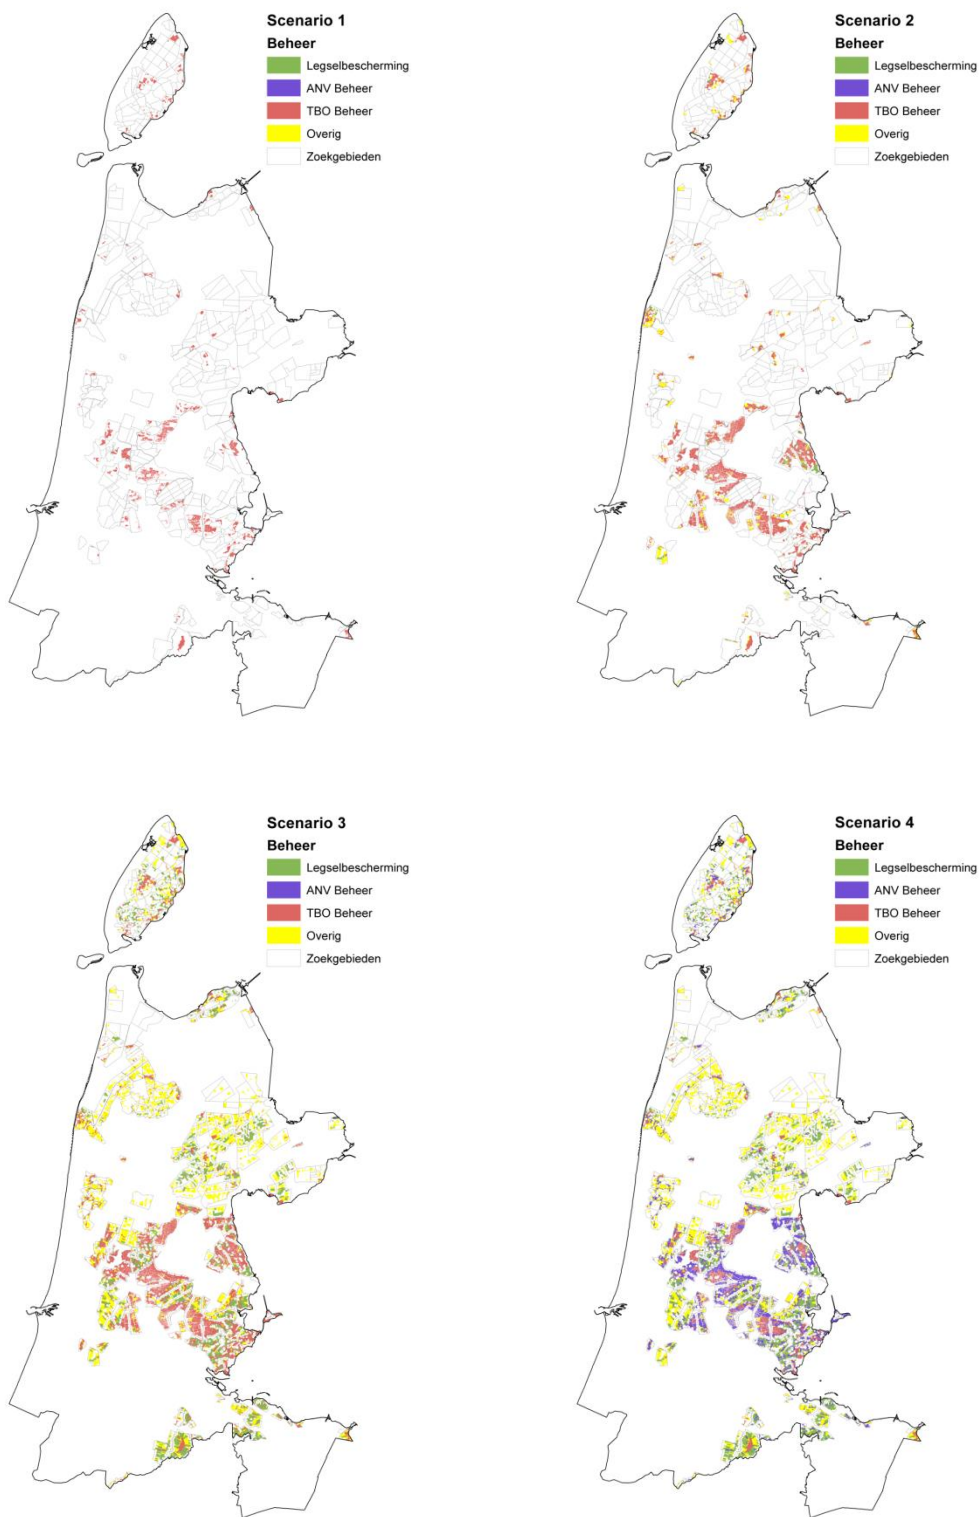 Scenario 1
Beheer
Legselbescherming
ANV Beheer
TBO Beheer
Overig
Zoekgebieden
Scenario 2
Beheer
Legselbescherming
ANV Beheer
TBO Beheer
Overig
Zoekgebieden
Scenario 3
Beheer
Legselbescherming
ANV Beheer
TBO Beheer
Overig
Zoekgebieden
Scenario 4
Beheer
Legselbescherming
ANV Beheer
TBO Beheer
Overig
Zoekgebieden